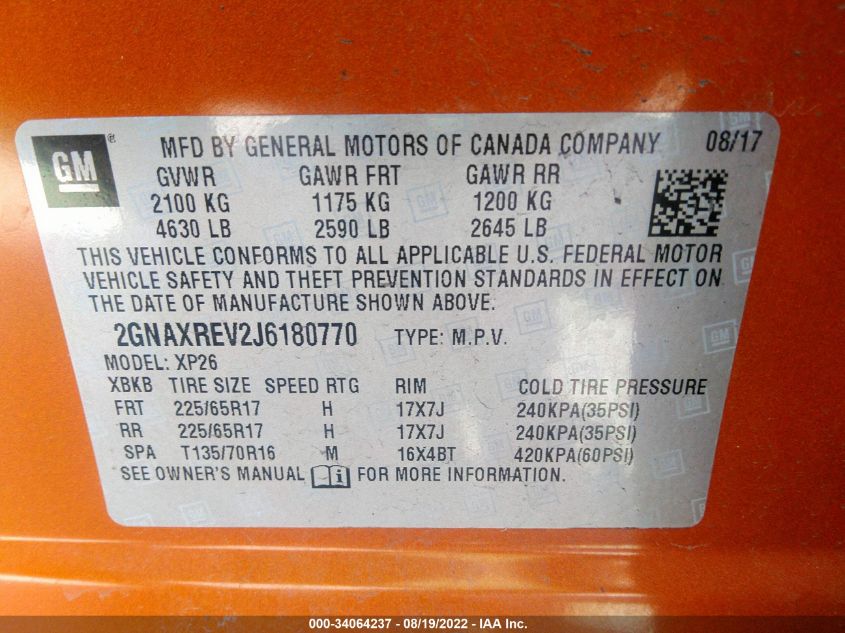 GM ®
MFD BY GENERAL MOTORS OF CANADA COMPANY 08/17
GVWR GAWR FRT GAWR RR
2100 KG 1175 KG 1200 KG
4630 LB 2590 LB 2645 LB
THIS VEHICLE CONFORMS TO ALL APPLICABLE U.S. FEDERAL MOTOR
VEHICLE SAFETY AND THEFT PREVENTION STANDARDS IN EFFECT ON
THE DATE OF MANUFACTURE SHOWN ABOVE.
2GNAXREV2J6180770 TYPE: M.P.V.
MODEL: XP26
XBKB TIRE SIZE SPEED RTG RIM COLD TIRE PRESSURE
FRT 225/65R17 H 17X7J 240KPA(35PSI)
RR 225/65R17 H 17X7J 240KPA(35PSI)
SPA T135/70R16 M 16X4BT 420KPA(60PSI)
SEE OWNER'S MANUAL i FOR MORE INFORMATION.
000-34064237 - 08/19/2022 - IAA Inc.